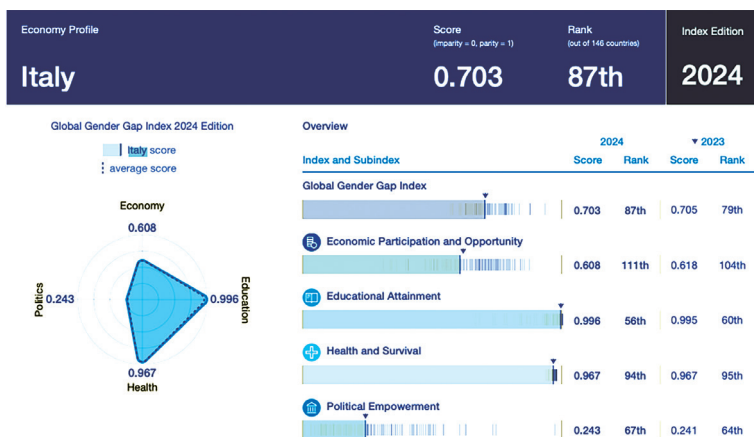 Economy Profile
Italy
Score
(imparity = 0, parity = 1)
0.703
Rank
(out of 146 countries)
87th
Index Edition
2024
Global Gender Gap Index 2024 Edition
Italy score
average score
Economy
0.608
Politics
0.243
0.996
Education
0.967
Health
Overview
2024
▼ 2023
Index and Subindex
Score
Rank
Score
Rank
Global Gender Gap Index
0.703
87th
0.705
79th
Economic Participation and Opportunity
0.608
111th
0.618
104th
Educational Attainment
0.996
56th
0.995
60th
Health and Survival
0.967
94th
0.967
95th
Political Empowerment
0.243
67th
0.241
64th